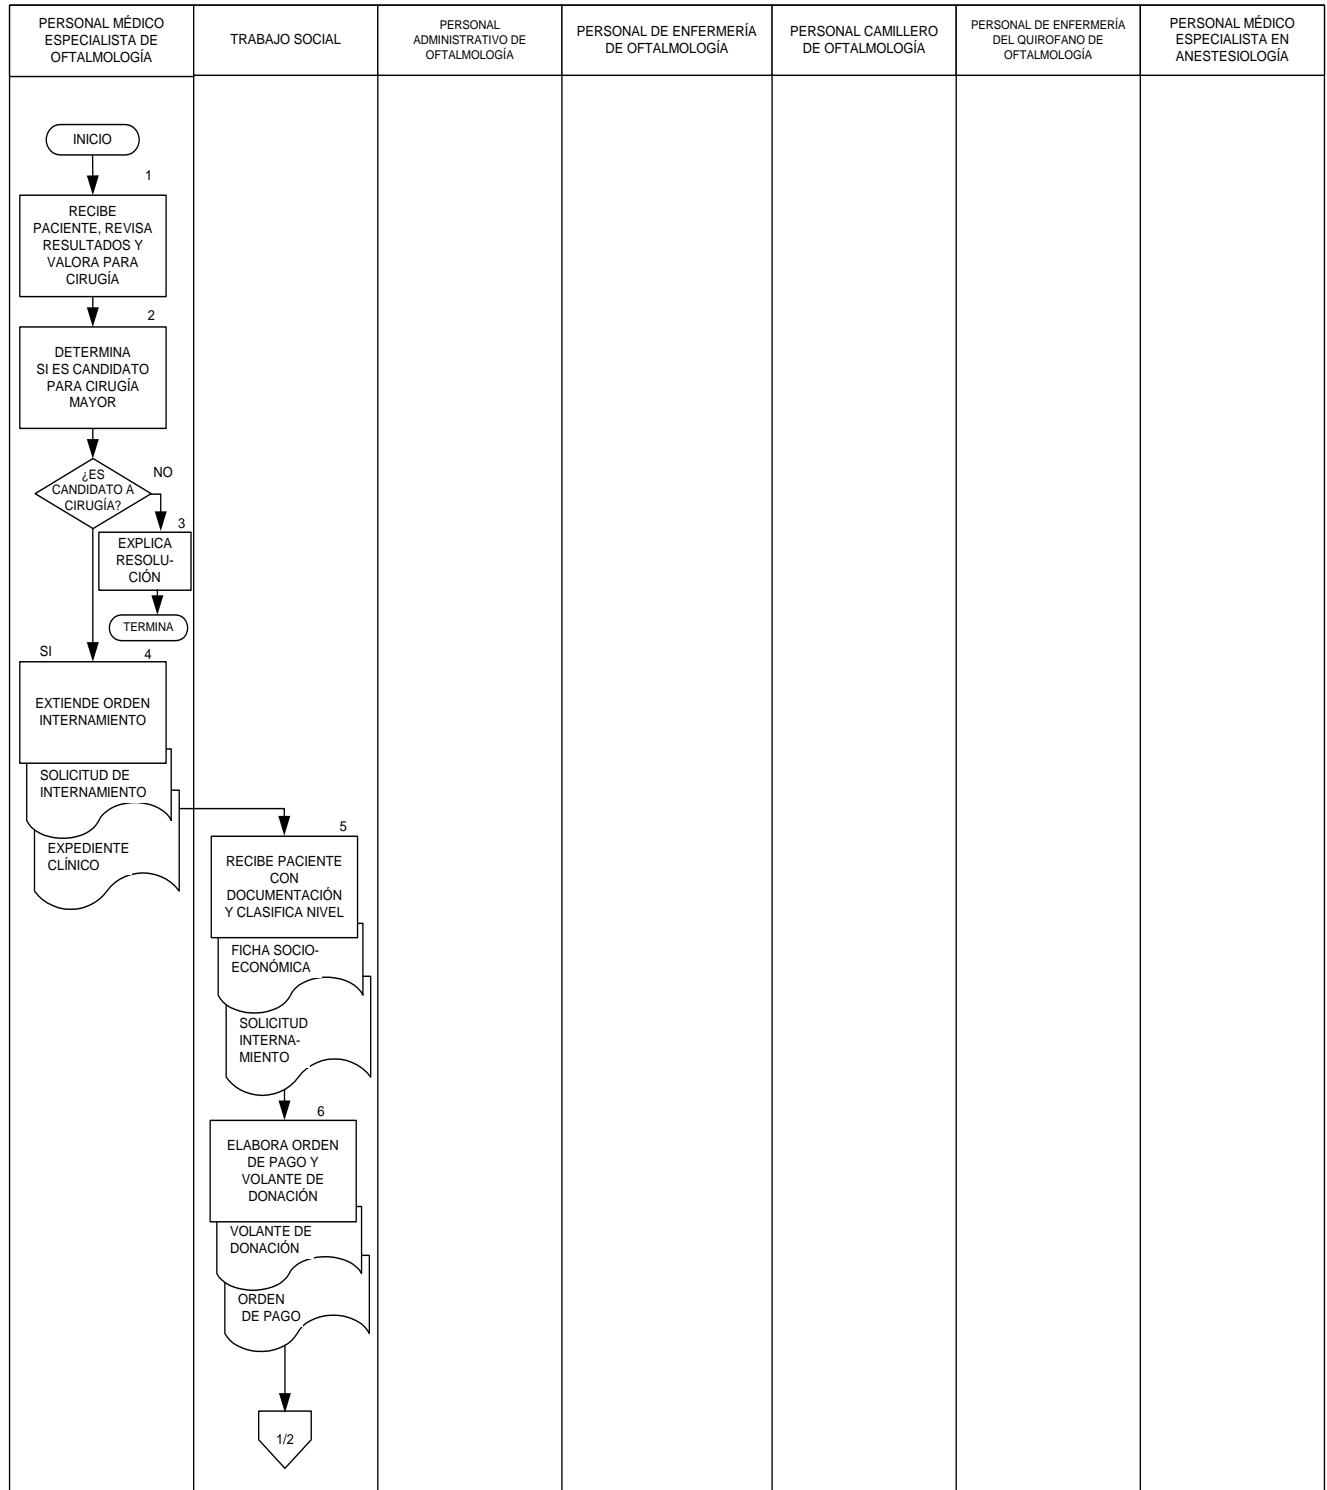 PERSONAL MÉDICO
ESPECIALISTA DE
OFTALMOLOGÍA
TRABAJO SOCIAL
PERSONAL
ADMINISTRATIVO DE
OFTALMOLOGÍA
PERSONAL DE ENFERMERÍA
DE OFTALMOLOGÍA
PERSONAL CAMILLERO
DE OFTALMOLOGÍA
PERSONAL DE ENFERMERÍA
DEL QUIROFANO DE
OFTALMOLOGÍA
PERSONAL MÉDICO
ESPECIALISTA EN
ANESTESIOLOGÍA
INICIO
1
RECIBE
PACIENTE, REVISA
RESULTADOS Y
VALORA PARA
CIRUGÍA
2
DETERMINA
SI ES CANDIDATO
PARA CIRUGÍA
MAYOR
¿ES
CANDIDATO A
CIRUGÍA?
NO
3
EXPLICA
RESOLU-
CIÓN
TERMINA
SI
4
EXTIENDE ORDEN
INTERNAMIENTO
SOLICITUD DE
INTERNAMIENTO
EXPEDIENTE
CLÍNICO
5
RECIBE PACIENTE
CON
DOCUMENTACIÓN
Y CLASIFICA NIVEL
FICHA SOCIO-
ECONÓMICA
SOLICITUD
INTERNA-
MIENTO
6
ELABORA ORDEN
DE PAGO Y
VOLANTE DE
DONACIÓN
VOLANTE DE
DONACIÓN
ORDEN
DE PAGO
1/2